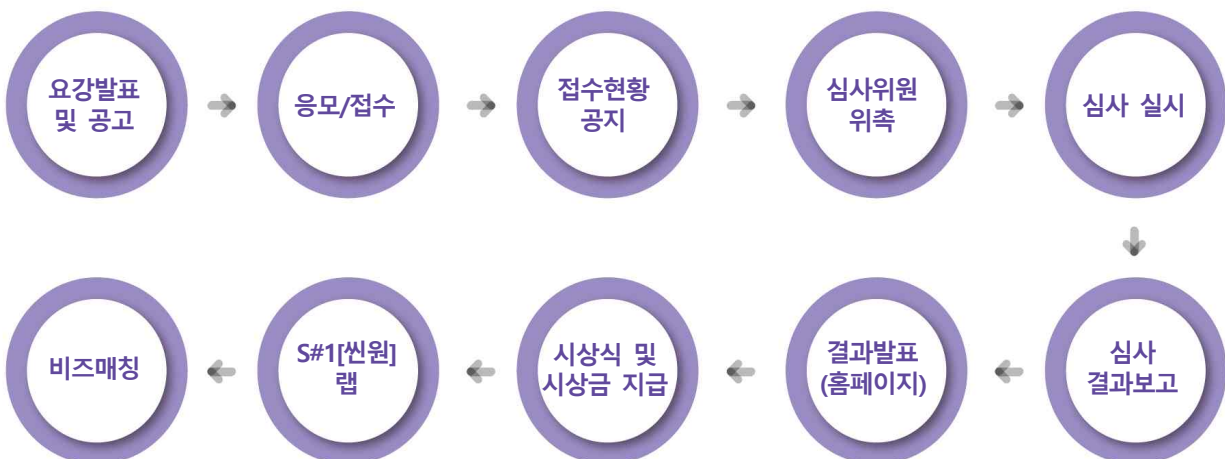 요강발표
및 공고
응모/접수
접수현황
공지
심사위원
위촉
심사 실시
심사
결과보고
결과발표
(홈페이지)
시상식 및
시상금 지급
S#1[씬원]
랩
비즈매칭